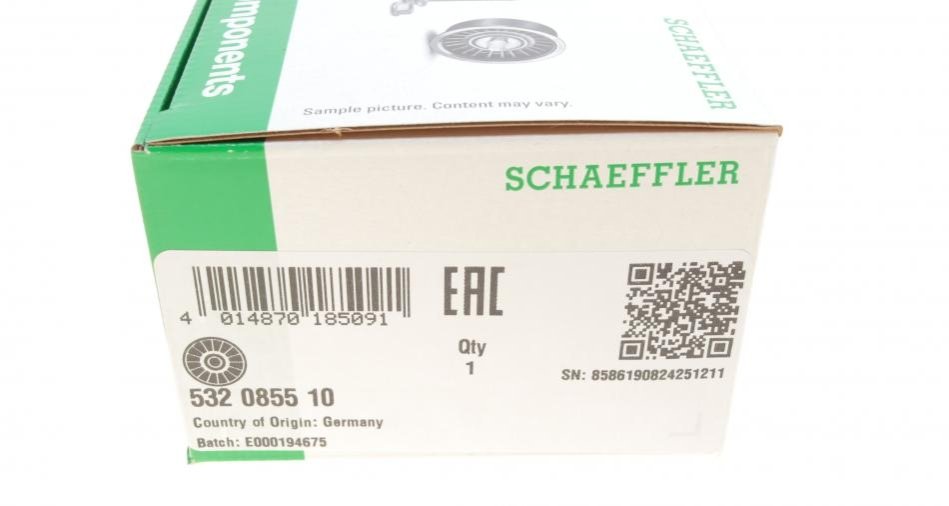 mponents
SCHAEFFLER
Sample picture. Content may vary.
SCHAEFFLER
EAC
4 014870 185091
Qty
1
SN: 8586190824251211
532 0855 10
Country of Origin: Germany
Batch: E000194675